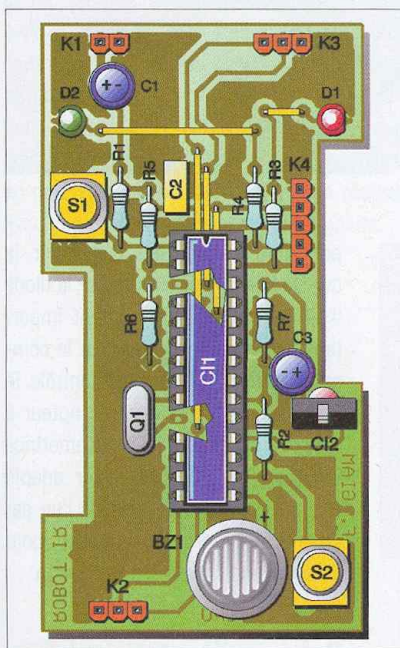 K1
K3
C1
D2
D1
R1
R5
C2
R4
R3
K4
S1
R6
CI1
R7
C3
Q1
R2
CI2
BZ1
+
S2
K2
ROBOT IR